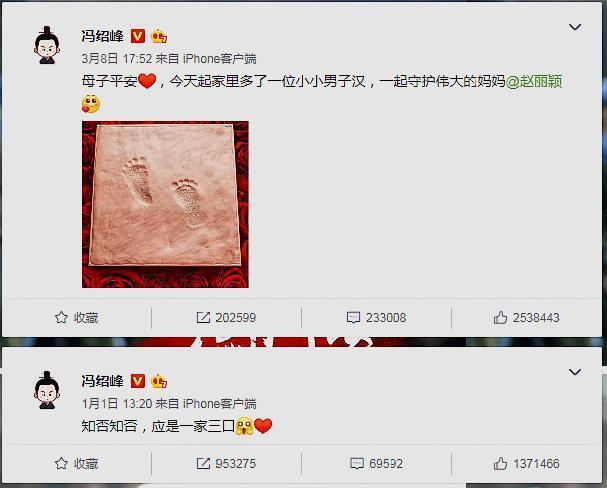 冯绍峰
3月8日 17:52 来自 iPhone客户端
母子平安，今天起家里多了一位小小男子汉，一起守护伟大的妈妈@赵丽颖
收藏 202599 233008 2538443
冯绍峰
1月1日 13:20 来自 iPhone客户端
知否知否，应是一家三口
收藏 953275 69592 1371466